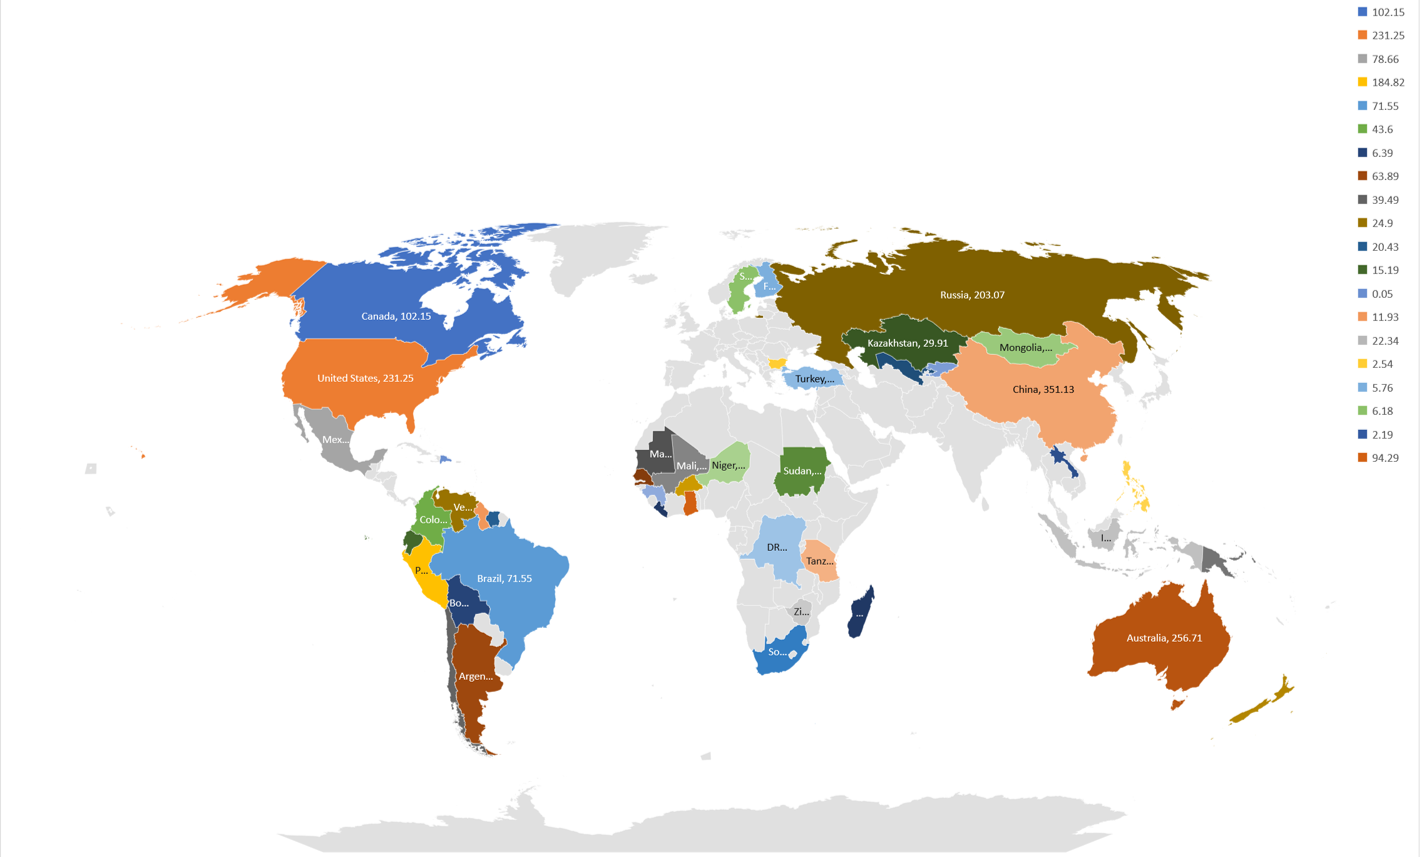 102.15
231.25
78.66
184.82
71.55
43.6
6.39
63.89
39.49
24.9
20.43
15.19
0.05
11.93
22.34
2.54
5.76
6.18
2.19
94.29
S...
F...
Russia, 203.07
Canada, 102.15
Kazakhstan, 29.91
Mongolia,...
United States, 231.25
Turkey,...
China, 351.13
Mex...
Ma...
Mali,...
Niger,...
Sudan,...
Ve...
Colo...
I...
DR...
Tanz...
P...
Brazil, 71.55
Bo...
Zi...
...
Australia, 256.71
So...
Argen...